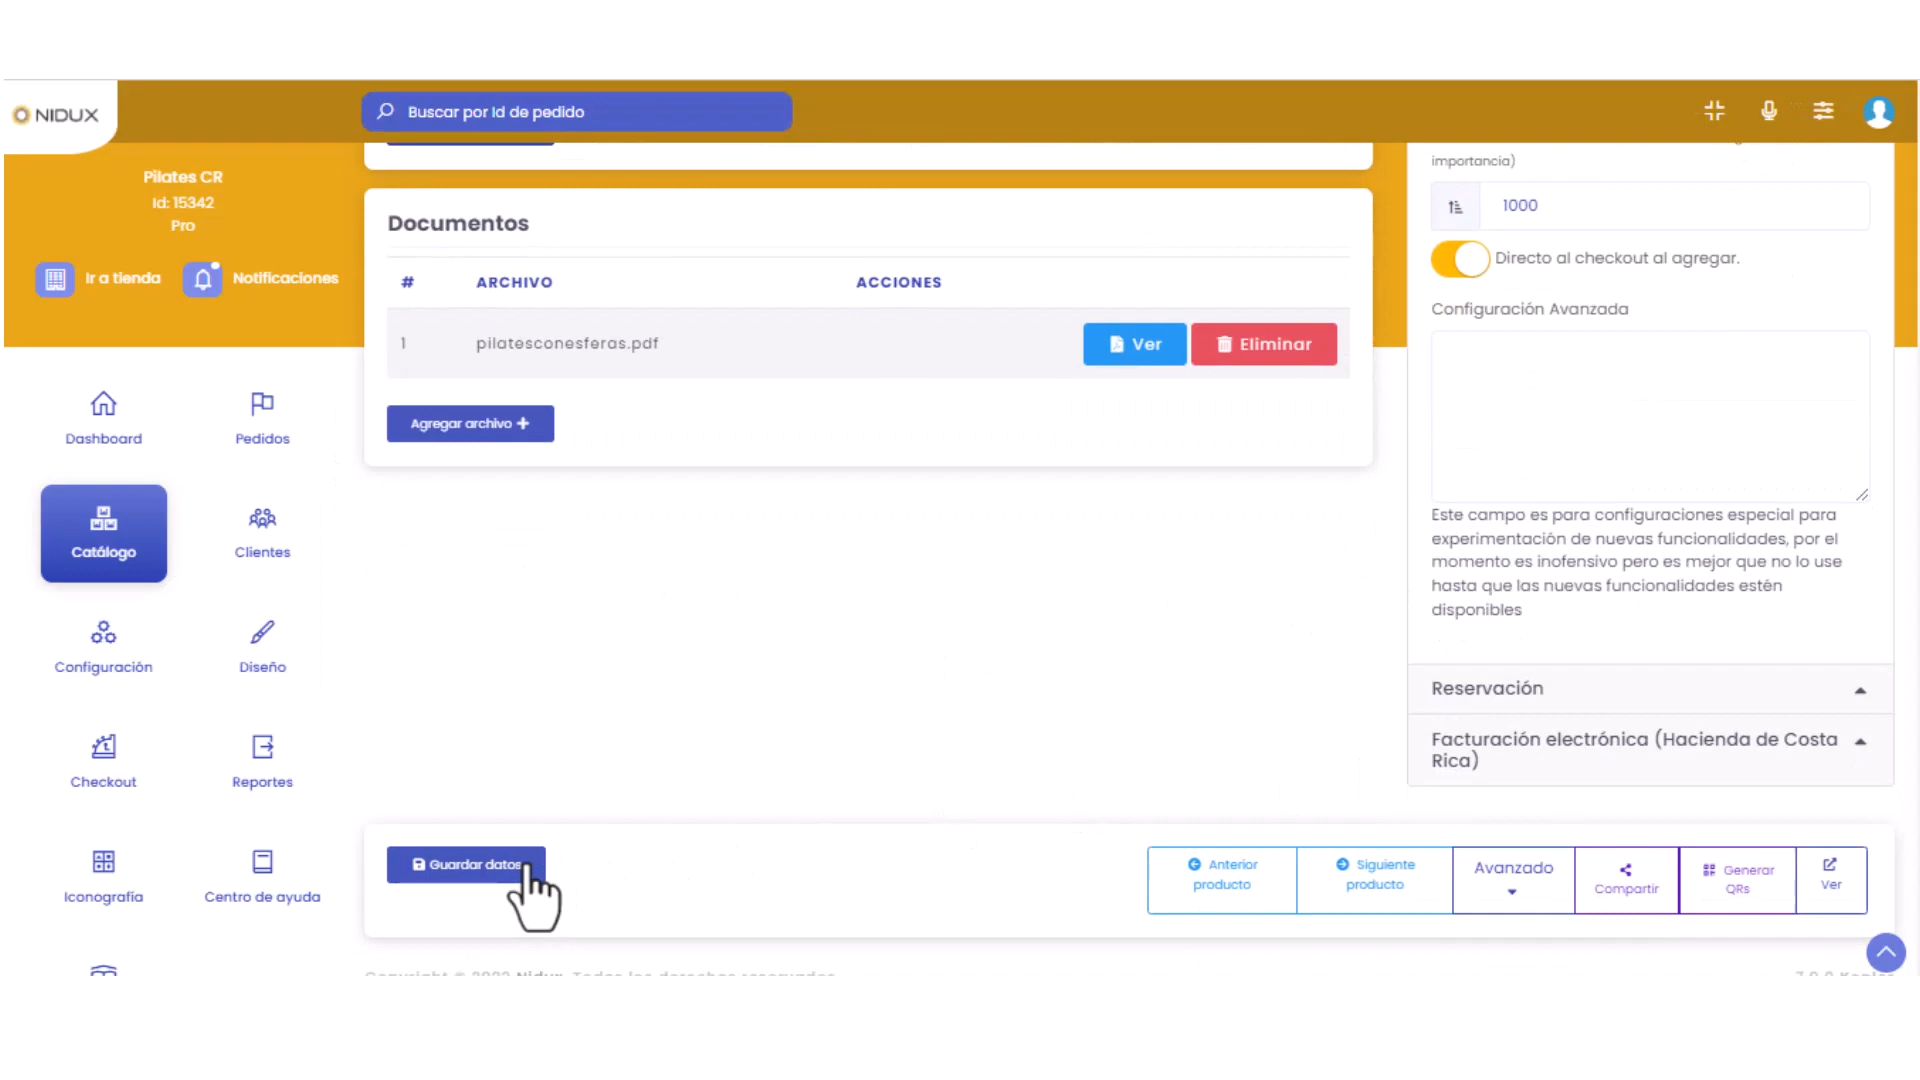 NIDUX
Buscar por Id de pedido
Pilates CR
Id: 15342
Pro
Ir a tienda
Notificaciones
Dashboard
Pedidos
Catálogo
Clientes
Configuración
Diseño
Checkout
Reportes
Iconografía
Centro de ayuda
Documentos
# ARCHIVO ACCIONES
1 pilatesconesferas.pdf Ver Eliminar
Agregar archivo +
importancia)
1000
Directo al checkout al agregar.
Configuración Avanzada
Este campo es para configuraciones especial para
experimentación de nuevas funcionalidades, por el
momento es inofensivo pero es mejor que no lo use
hasta que las nuevas funcionalidades estén
disponibles
Reservación
Facturación electrónica (Hacienda de Costa
Rica)
Guardar datos
Anterior
producto
Siguiente
producto
Avanzado
Compartir
Generar
QRs
Ver
Copyright © 2022 Nidux. Todos los derechos reservados